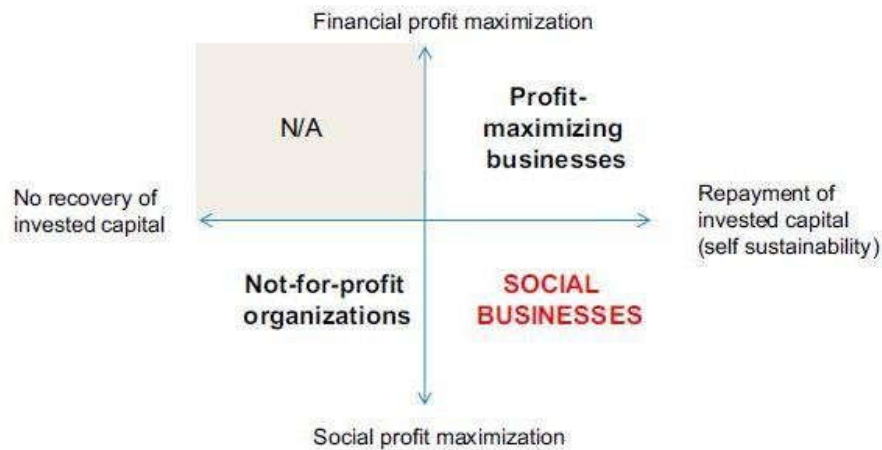 Financial profit maximization
N/A
Profit-
maximizing
businesses
No recovery of
invested capital
Repayment of
invested capital
(self sustainability)
Not-for-profit
organizations
SOCIAL
BUSINESSES
Social profit maximization